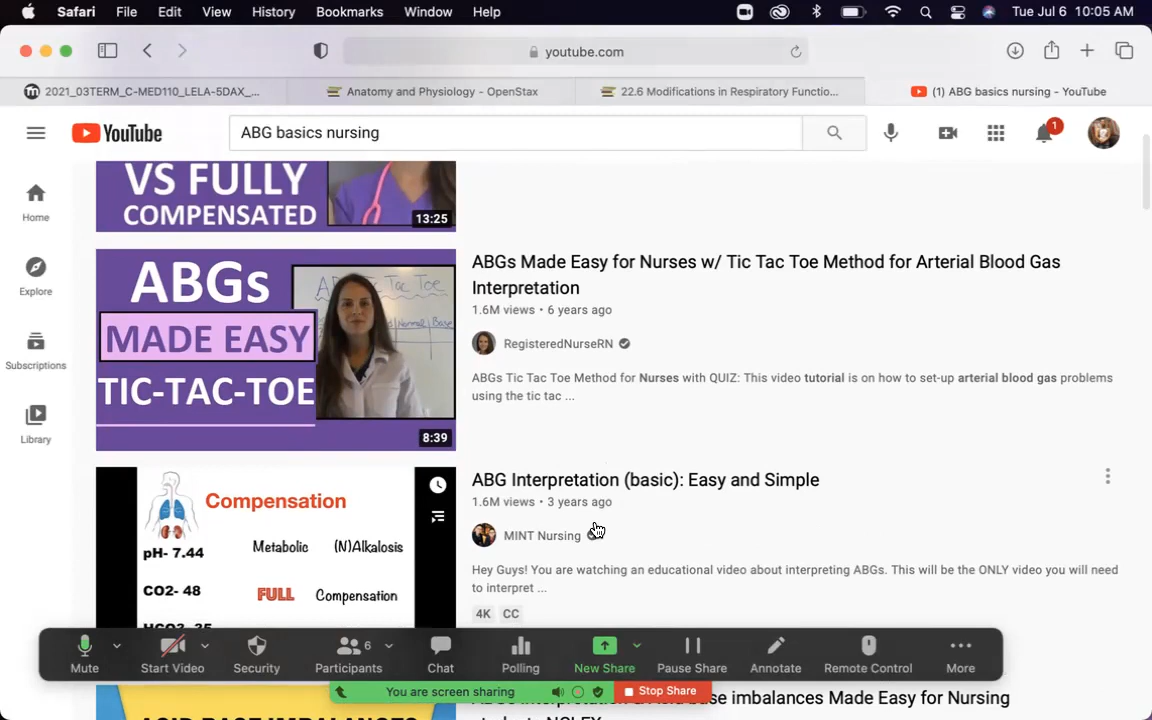 Safari File Edit View History Bookmarks Window Help Tue Jul 6 10:05 AM
youtube.com
2021_03TERM_C-MED110_LELA-5DAX_... Anatomy and Physiology - OpenStax 22.6 Modifications in Respiratory Functio... (1) ABG basics nursing - YouTube
YouTube ABG basics nursing 1
Home
Explore
Subscriptions
Library
VS FULLY
COMPENSATED
13:25
ABGs
MADE EASY
TIC-TAC-TOE
8:39
ABGs Made Easy for Nurses w/ Tic Tac Toe Method for Arterial Blood Gas
Interpretation
1.6M views • 6 years ago
RegisteredNurseRN
ABGs Tic Tac Toe Method for Nurses with QUIZ: This video tutorial is on how to set-up arterial blood gas problems
using the tic tac ...
Compensation
pH- 7.44 Metabolic (N)Alkalosis
CO2- 48 FULL Compensation
ABG Interpretation (basic): Easy and Simple
1.6M views • 3 years ago
MINT Nursing
Hey Guys! You are watching an educational video about interpreting ABGs. This will be the ONLY video you will need
to interpret ...
4K CC
6
Mute Start Video Security Participants Chat Polling New Share Pause Share Annotate Remote Control More
You are screen sharing Stop Share
base imbalances Made Easy for Nursing